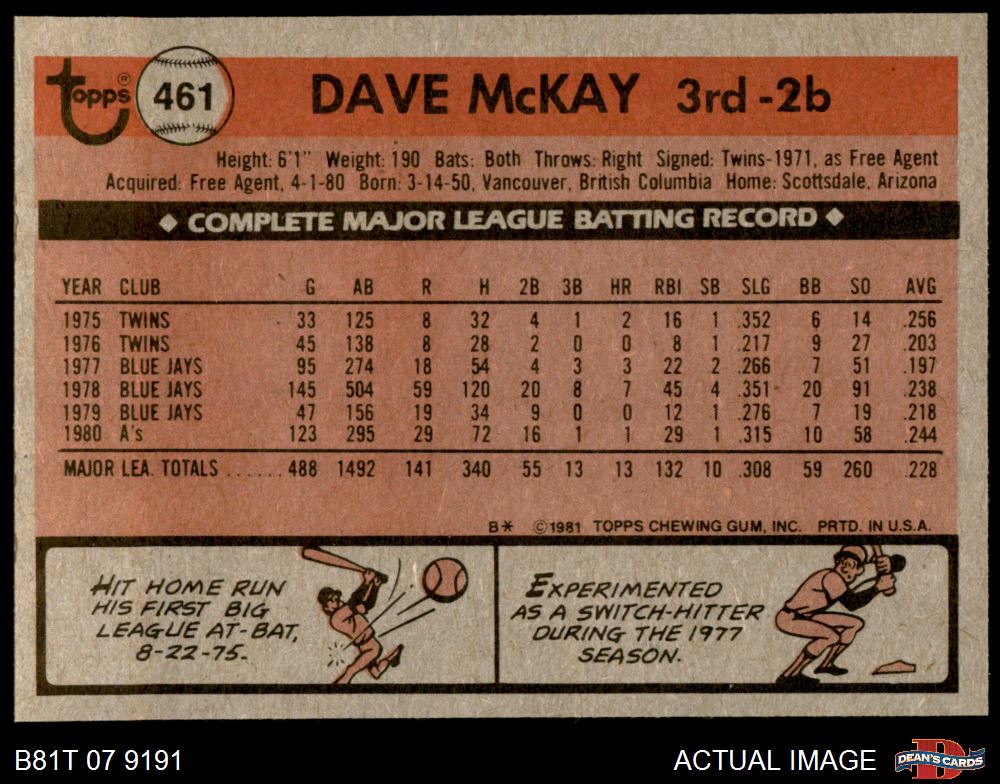 topps® 461 DAVE McKAY 3rd-2b
Height: 6'1" Weight: 190 Bats: Both Throws: Right Signed: Twins-1971, as Free Agent
Acquired: Free Agent, 4-1-80 Born: 3-14-50, Vancouver, British Columbia Home: Scottsdale, Arizona
◆ COMPLETE MAJOR LEAGUE BATTING RECORD ◆
YEAR CLUB G AB R H 2B 3B HR RBI SB SLG BB SO AVG
1975 TWINS 33 125 8 32 4 1 2 16 1 .352 6 14 .256
1976 TWINS 45 138 8 28 2 0 0 8 1 .217 9 27 .203
1977 BLUE JAYS 95 274 18 54 4 3 3 22 2 .266 7 51 .197
1978 BLUE JAYS 145 504 59 120 20 8 7 45 4 .351 20 91 .238
1979 BLUE JAYS 47 156 19 34 9 0 0 12 1 .276 7 19 .218
1980 A's 123 295 29 72 16 1 1 29 1 .315 10 58 .244
MAJOR LEA. TOTALS ...... 488 1492 141 340 55 13 13 132 10 .308 59 260 .228
B* ©1981 TOPPS CHEWING GUM, INC. PRTD. IN U.S.A.
HIT HOME RUN
HIS FIRST BIG
LEAGUE AT-BAT,
8-22-75.
EXPERIMENTED
AS A SWITCH-HITTER
DURING THE 1977
SEASON.
B81T 07 9191 ACTUAL IMAGE D DEAN'S CARDS